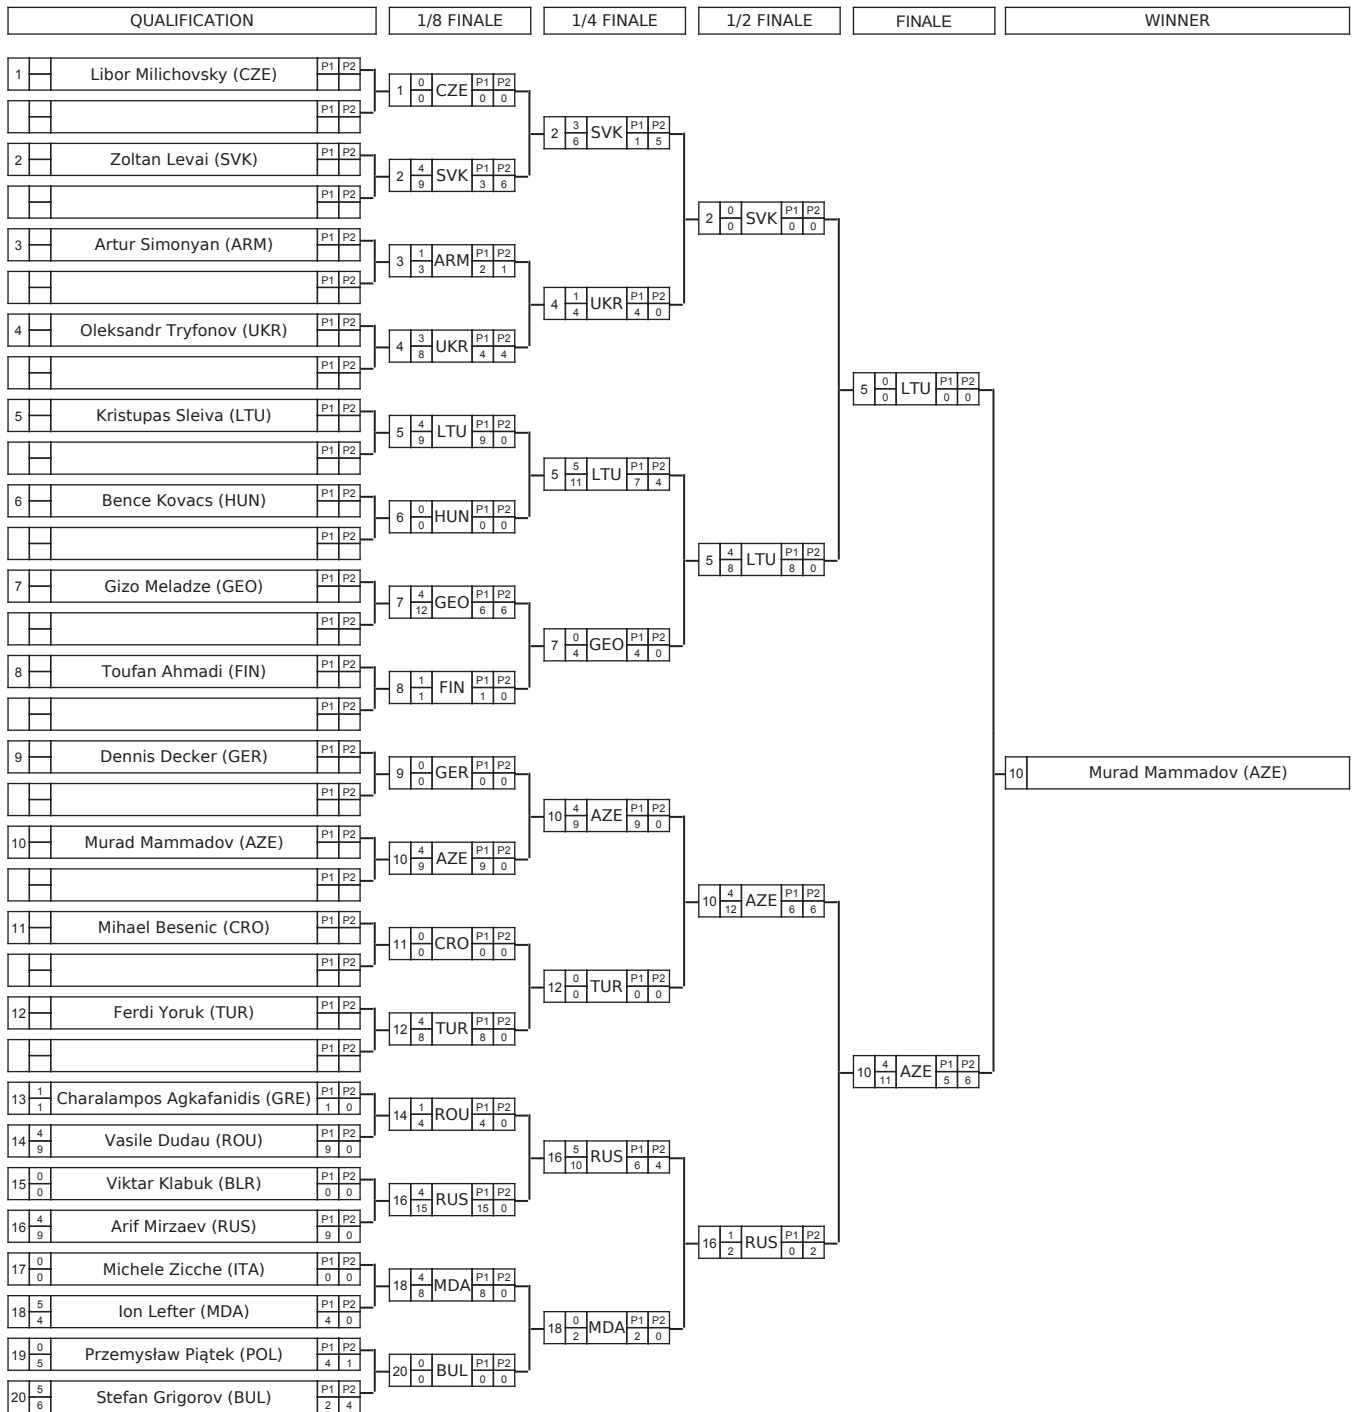 QUALIFICATION 1/8 FINALE 1/4 FINALE 1/2 FINALE FINALE WINNER
1 Libor Milichovsky (CZE) P1 P2
1 0 0 CZE P1 P2 0 0
P1 P2
2 3 6 SVK P1 P2 1 5
2 Zoltan Levai (SVK) P1 P2
2 4 9 SVK P1 P2 3 6
P1 P2
2 0 0 SVK P1 P2 0 0
3 Artur Simonyan (ARM) P1 P2
3 1 3 ARM P1 P2 2 1
P1 P2
4 1 4 UKR P1 P2 4 0
4 Oleksandr Tryfonov (UKR) P1 P2
4 3 8 UKR P1 P2 4 4
P1 P2
5 0 0 LTU P1 P2 0 0
5 Kristupas Sleiva (LTU) P1 P2
5 4 9 LTU P1 P2 9 0
P1 P2
5 5 11 LTU P1 P2 7 4
6 Bence Kovacs (HUN) P1 P2
6 0 0 HUN P1 P2 0 0
P1 P2
5 4 8 LTU P1 P2 8 0
7 Gizo Meladze (GEO) P1 P2
7 4 12 GEO P1 P2 6 6
P1 P2
7 0 4 GEO P1 P2 4 0
8 Toufan Ahmadi (FIN) P1 P2
8 1 1 FIN P1 P2 1 0
P1 P2
9 Dennis Decker (GER) P1 P2
9 0 0 GER P1 P2 0 0
10 Murad Mammadov (AZE)
P1 P2
10 4 9 AZE P1 P2 9 0
10 Murad Mammadov (AZE) P1 P2
10 4 9 AZE P1 P2 9 0
P1 P2
10 4 12 AZE P1 P2 6 6
11 Mihael Besenic (CRO) P1 P2
11 0 0 CRO P1 P2 0 0
P1 P2
12 0 0 TUR P1 P2 0 0
12 Ferdi Yoruk (TUR) P1 P2
12 4 8 TUR P1 P2 8 0
P1 P2
10 4 11 AZE P1 P2 5 6
13 1 1 Charalampos Agkafanidis (GRE) P1 P2 1 0
14 1 4 ROU P1 P2 4 0
14 4 9 Vasile Dudau (ROU) P1 P2 9 0
16 5 10 RUS P1 P2 6 4
15 0 0 Viktar Klabuk (BLR) P1 P2 0 0
16 4 15 RUS P1 P2 15 0
16 4 9 Arif Mirzaev (RUS) P1 P2 9 0
16 1 2 RUS P1 P2 0 2
17 0 0 Michele Zicche (ITA) P1 P2 0 0
18 4 8 MDA P1 P2 8 0
18 5 4 Ion Lefter (MDA) P1 P2 4 0
18 0 2 MDA P1 P2 2 0
19 0 5 Przemysław Piątek (POL) P1 P2 4 1
20 0 0 BUL P1 P2 0 0
20 5 6 Stefan Grigorov (BUL) P1 P2 2 4